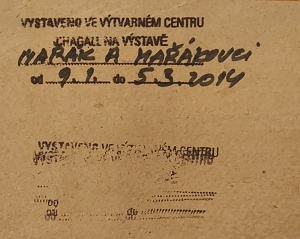 VYSTAVENO VE VÝTVARNÉM CENTRU
CHAGALL NA VÝSTAVĚ
MAŘÁK A MAŘÁKOVCI
od 9.1. do 5.3.2014
VYSTAVENO VE VÝTVARNÉM CENTRU
od do